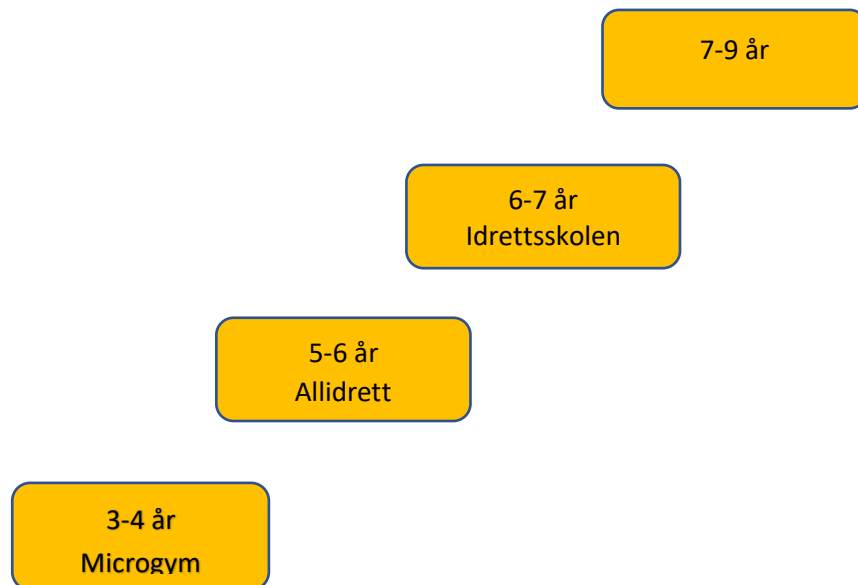 7-9 år
6-7 år
Idrettsskolen
5-6 år
Allidrett
3-4 år
Microgym